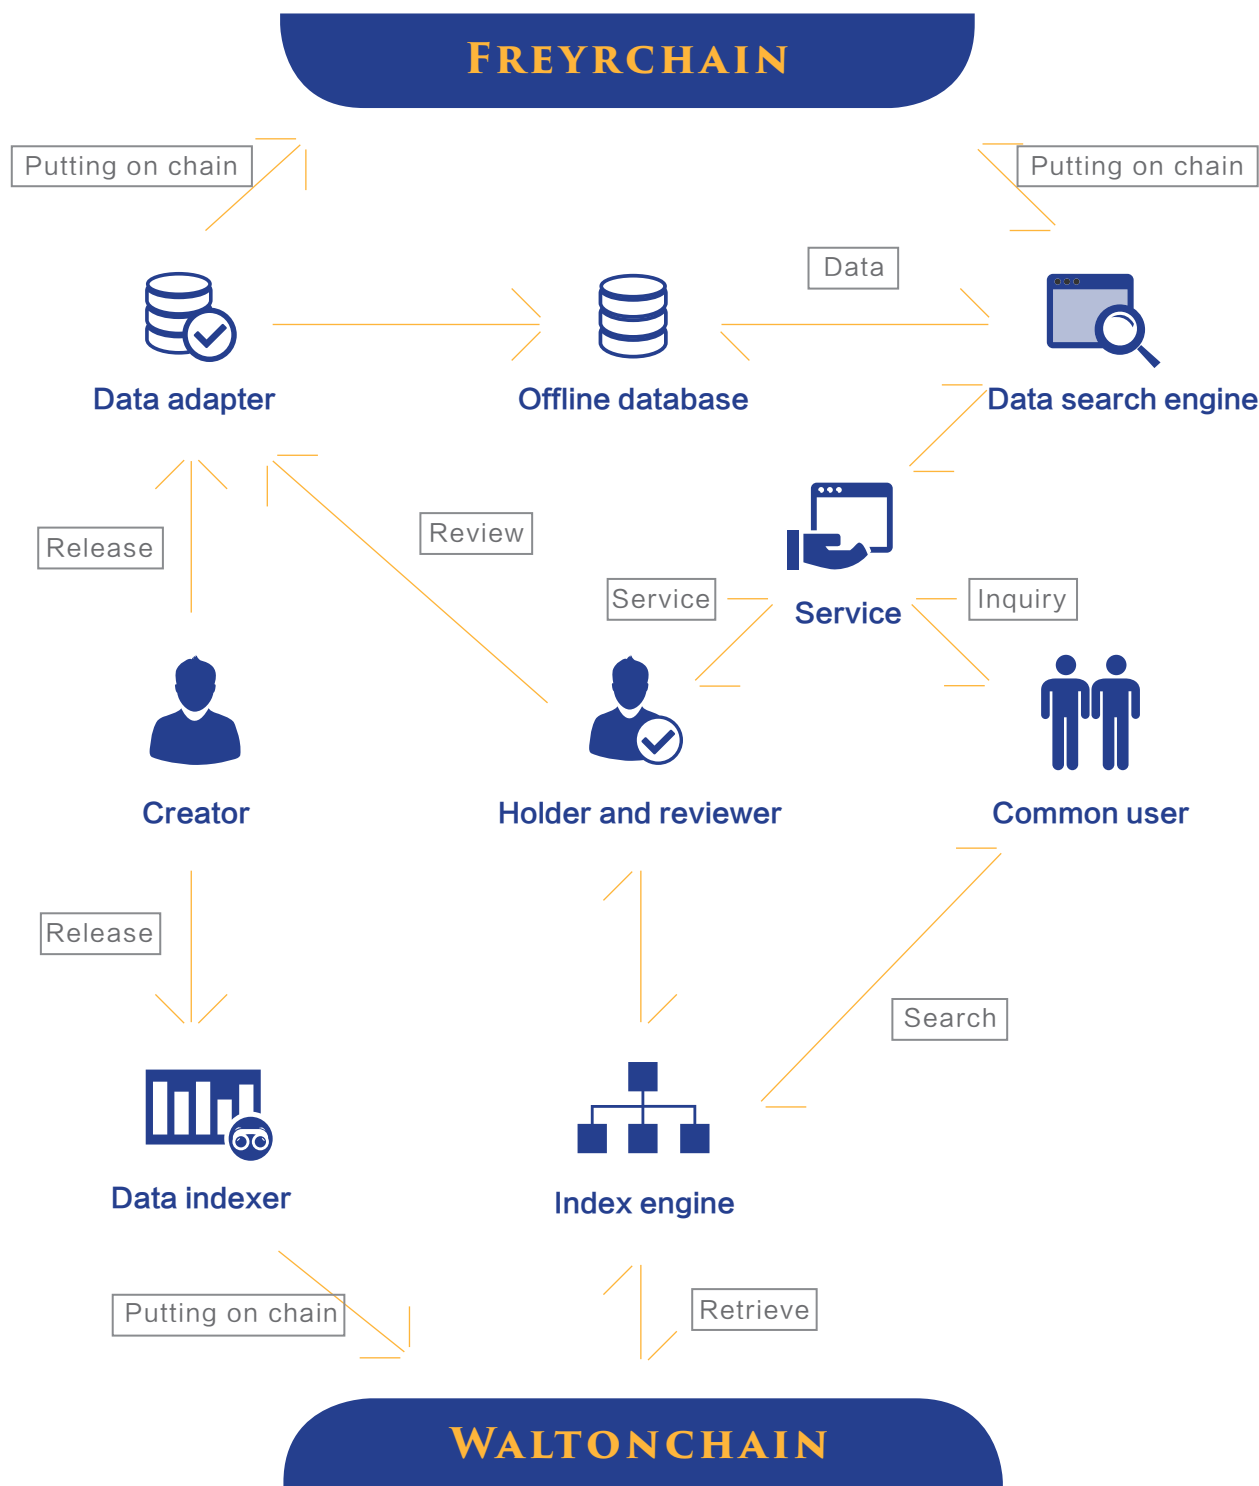 FREYRCHAIN
Putting on chain
Putting on chain
Data
Data adapter
Offline database
Data search engine
Release
Review
Service
Inquiry
Service
Creator
Holder and reviewer
Common user
Release
Search
Data indexer
Index engine
Putting on chain
Retrieve
WALTONCHAIN